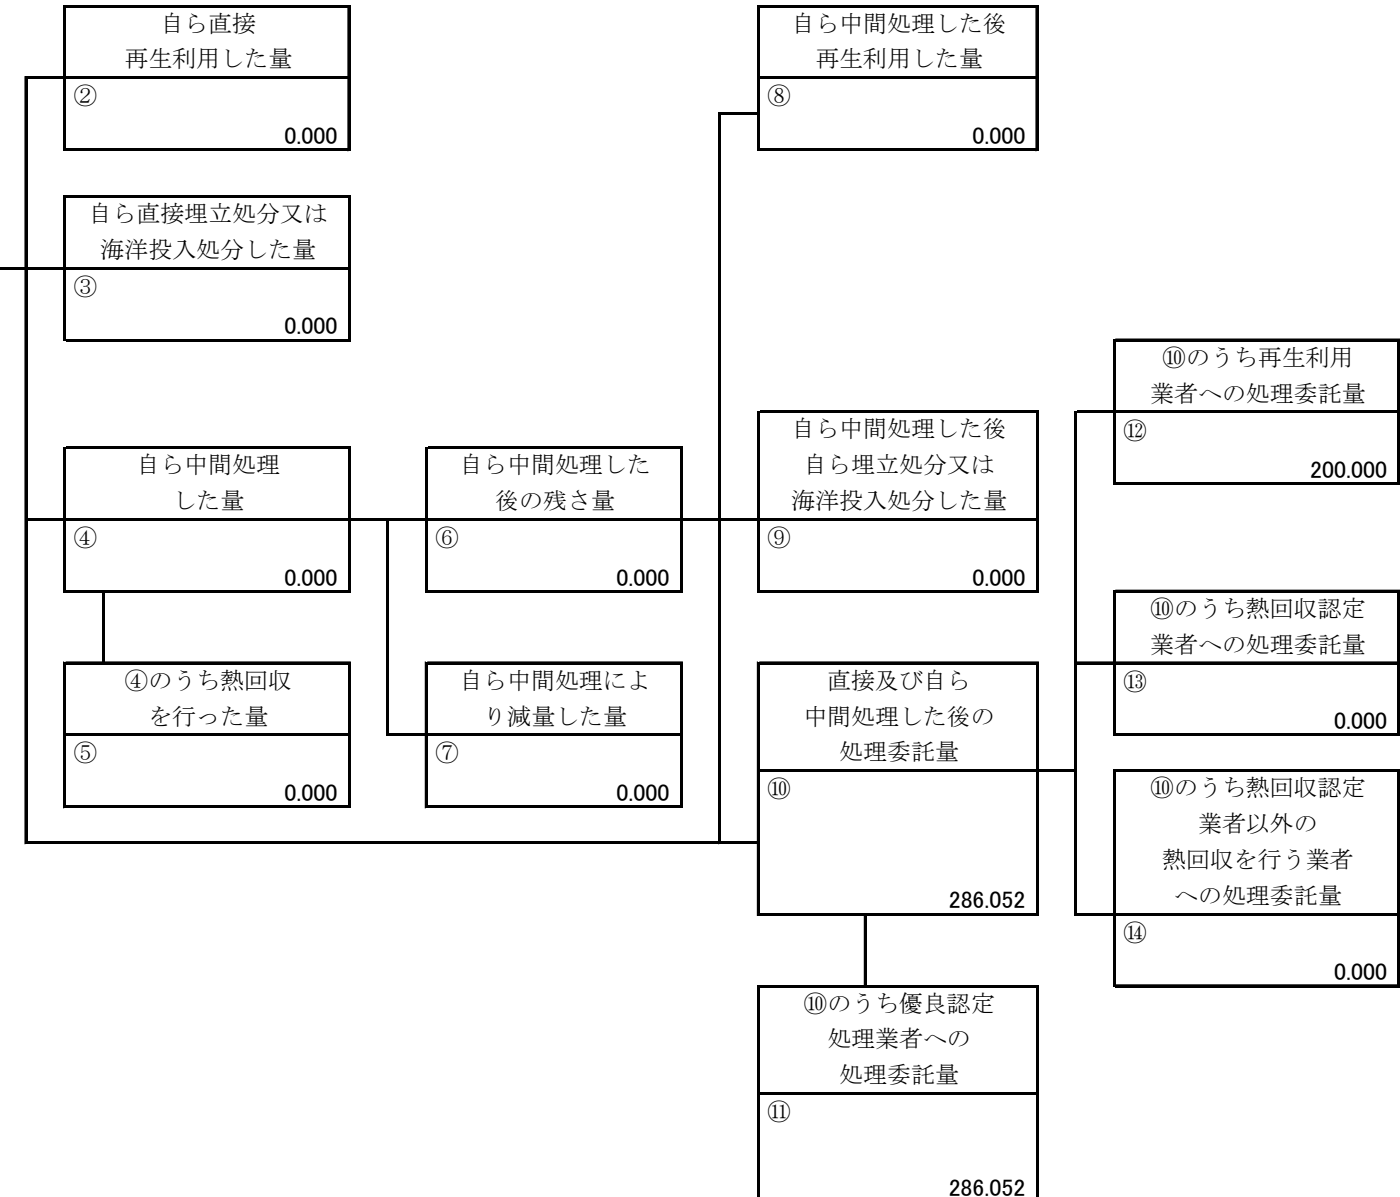 自ら直接
再生利用した量
②
0.000
自ら中間処理した後
再生利用した量
⑧
0.000
自ら直接埋立処分又は
海洋投入処分した量
③
0.000
⑩のうち再生利用
業者への処理委託量
⑫
200.000
自ら中間処理
した量
④
0.000
自ら中間処理した
後の残さ量
⑥
0.000
自ら中間処理した後
自ら埋立処分又は
海洋投入処分した量
⑨
0.000
⑩のうち熱回収認定
業者への処理委託量
⑬
0.000
④のうち熱回収
を行った量
⑤
0.000
自ら中間処理によ
り減量した量
⑦
0.000
直接及び自ら
中間処理した後の
処理委託量
⑩
286.052
⑩のうち熱回収認定
業者以外の
熱回収を行う業者
への処理委託量
⑭
0.000
⑩のうち優良認定
処理業者への
処理委託量
⑪
286.052